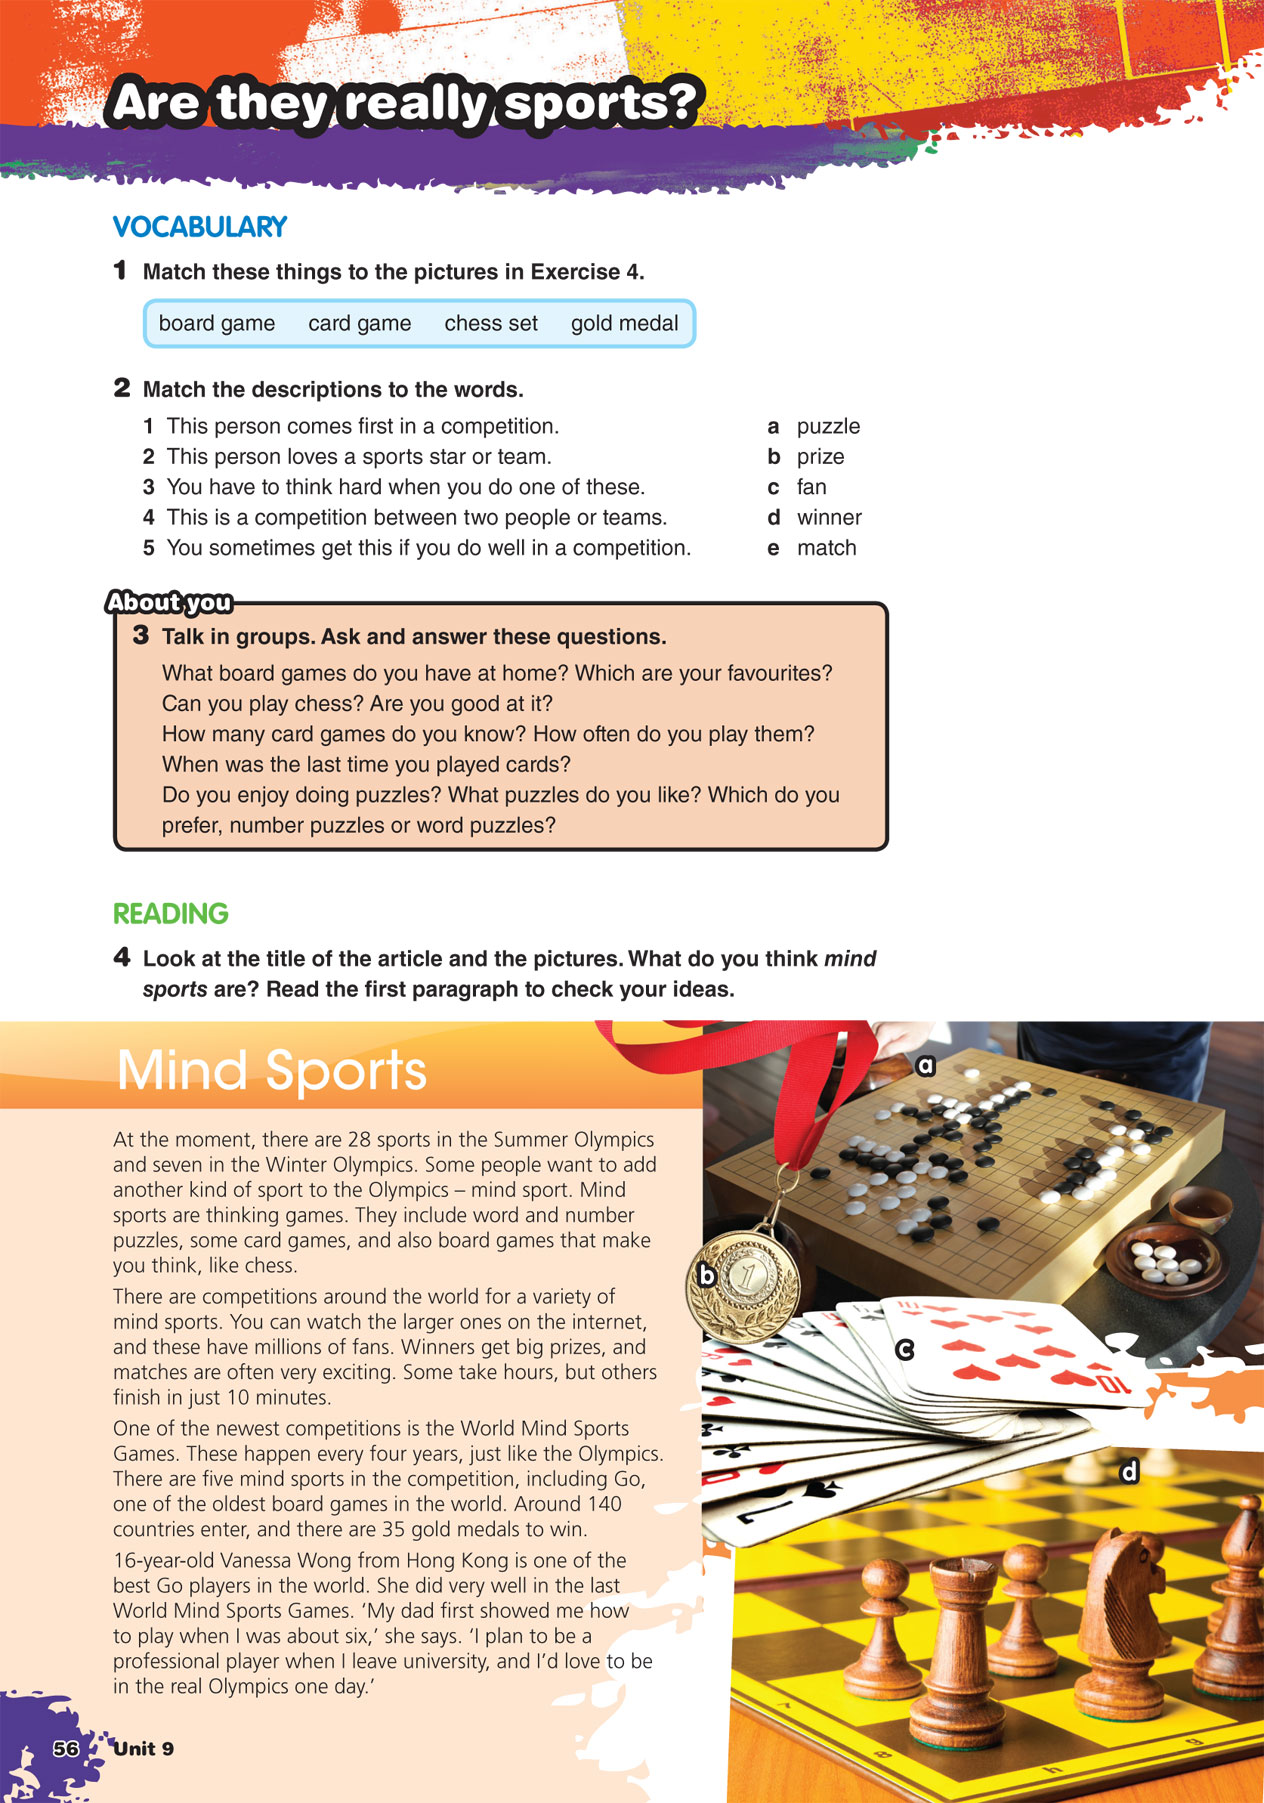 Are they really sports?
VOCABULARY
1 Match these things to the pictures in Exercise 4.
board game card game chess set gold medal
2 Match the descriptions to the words.
1 This person comes first in a competition.
a puzzle
2 This person loves a sports star or team.
b prize
3 You have to think hard when you do one of these.
c fan
4 This is a competition between two people or teams.
d winner
5 You sometimes get this if you do well in a competition.
e match
About you
3 Talk in groups. Ask and answer these questions.
What board games do you have at home? Which are your favourites?
Can you play chess? Are you good at it?
How many card games do you know? How often do you play them?
When was the last time you played cards?
Do you enjoy doing puzzles? What puzzles do you like? Which do you
prefer, number puzzles or word puzzles?
READING
4 Look at the title of the article and the pictures. What do you think mind
sports are? Read the first paragraph to check your ideas.
Mind Sports
At the moment, there are 28 sports in the Summer Olympics
and seven in the Winter Olympics. Some people want to add
another kind of sport to the Olympics – mind sport. Mind
sports are thinking games. They include word and number
puzzles, some card games, and also board games that make
you think, like chess.
There are competitions around the world for a variety of
mind sports. You can watch the larger ones on the internet,
and these have millions of fans. Winners get big prizes, and
matches are often very exciting. Some take hours, but others
finish in just 10 minutes.
One of the newest competitions is the World Mind Sports
Games. These happen every four years, just like the Olympics.
There are five mind sports in the competition, including Go,
one of the oldest board games in the world. Around 140
countries enter, and there are 35 gold medals to win.
16-year-old Vanessa Wong from Hong Kong is one of the
best Go players in the world. She did very well in the last
World Mind Sports Games. ‘My dad first showed me how
to play when I was about six,’ she says. ‘I plan to be a
professional player when I leave university, and I’d love to be
in the real Olympics one day.’
a
b
1
c
10
d
56 Unit 9